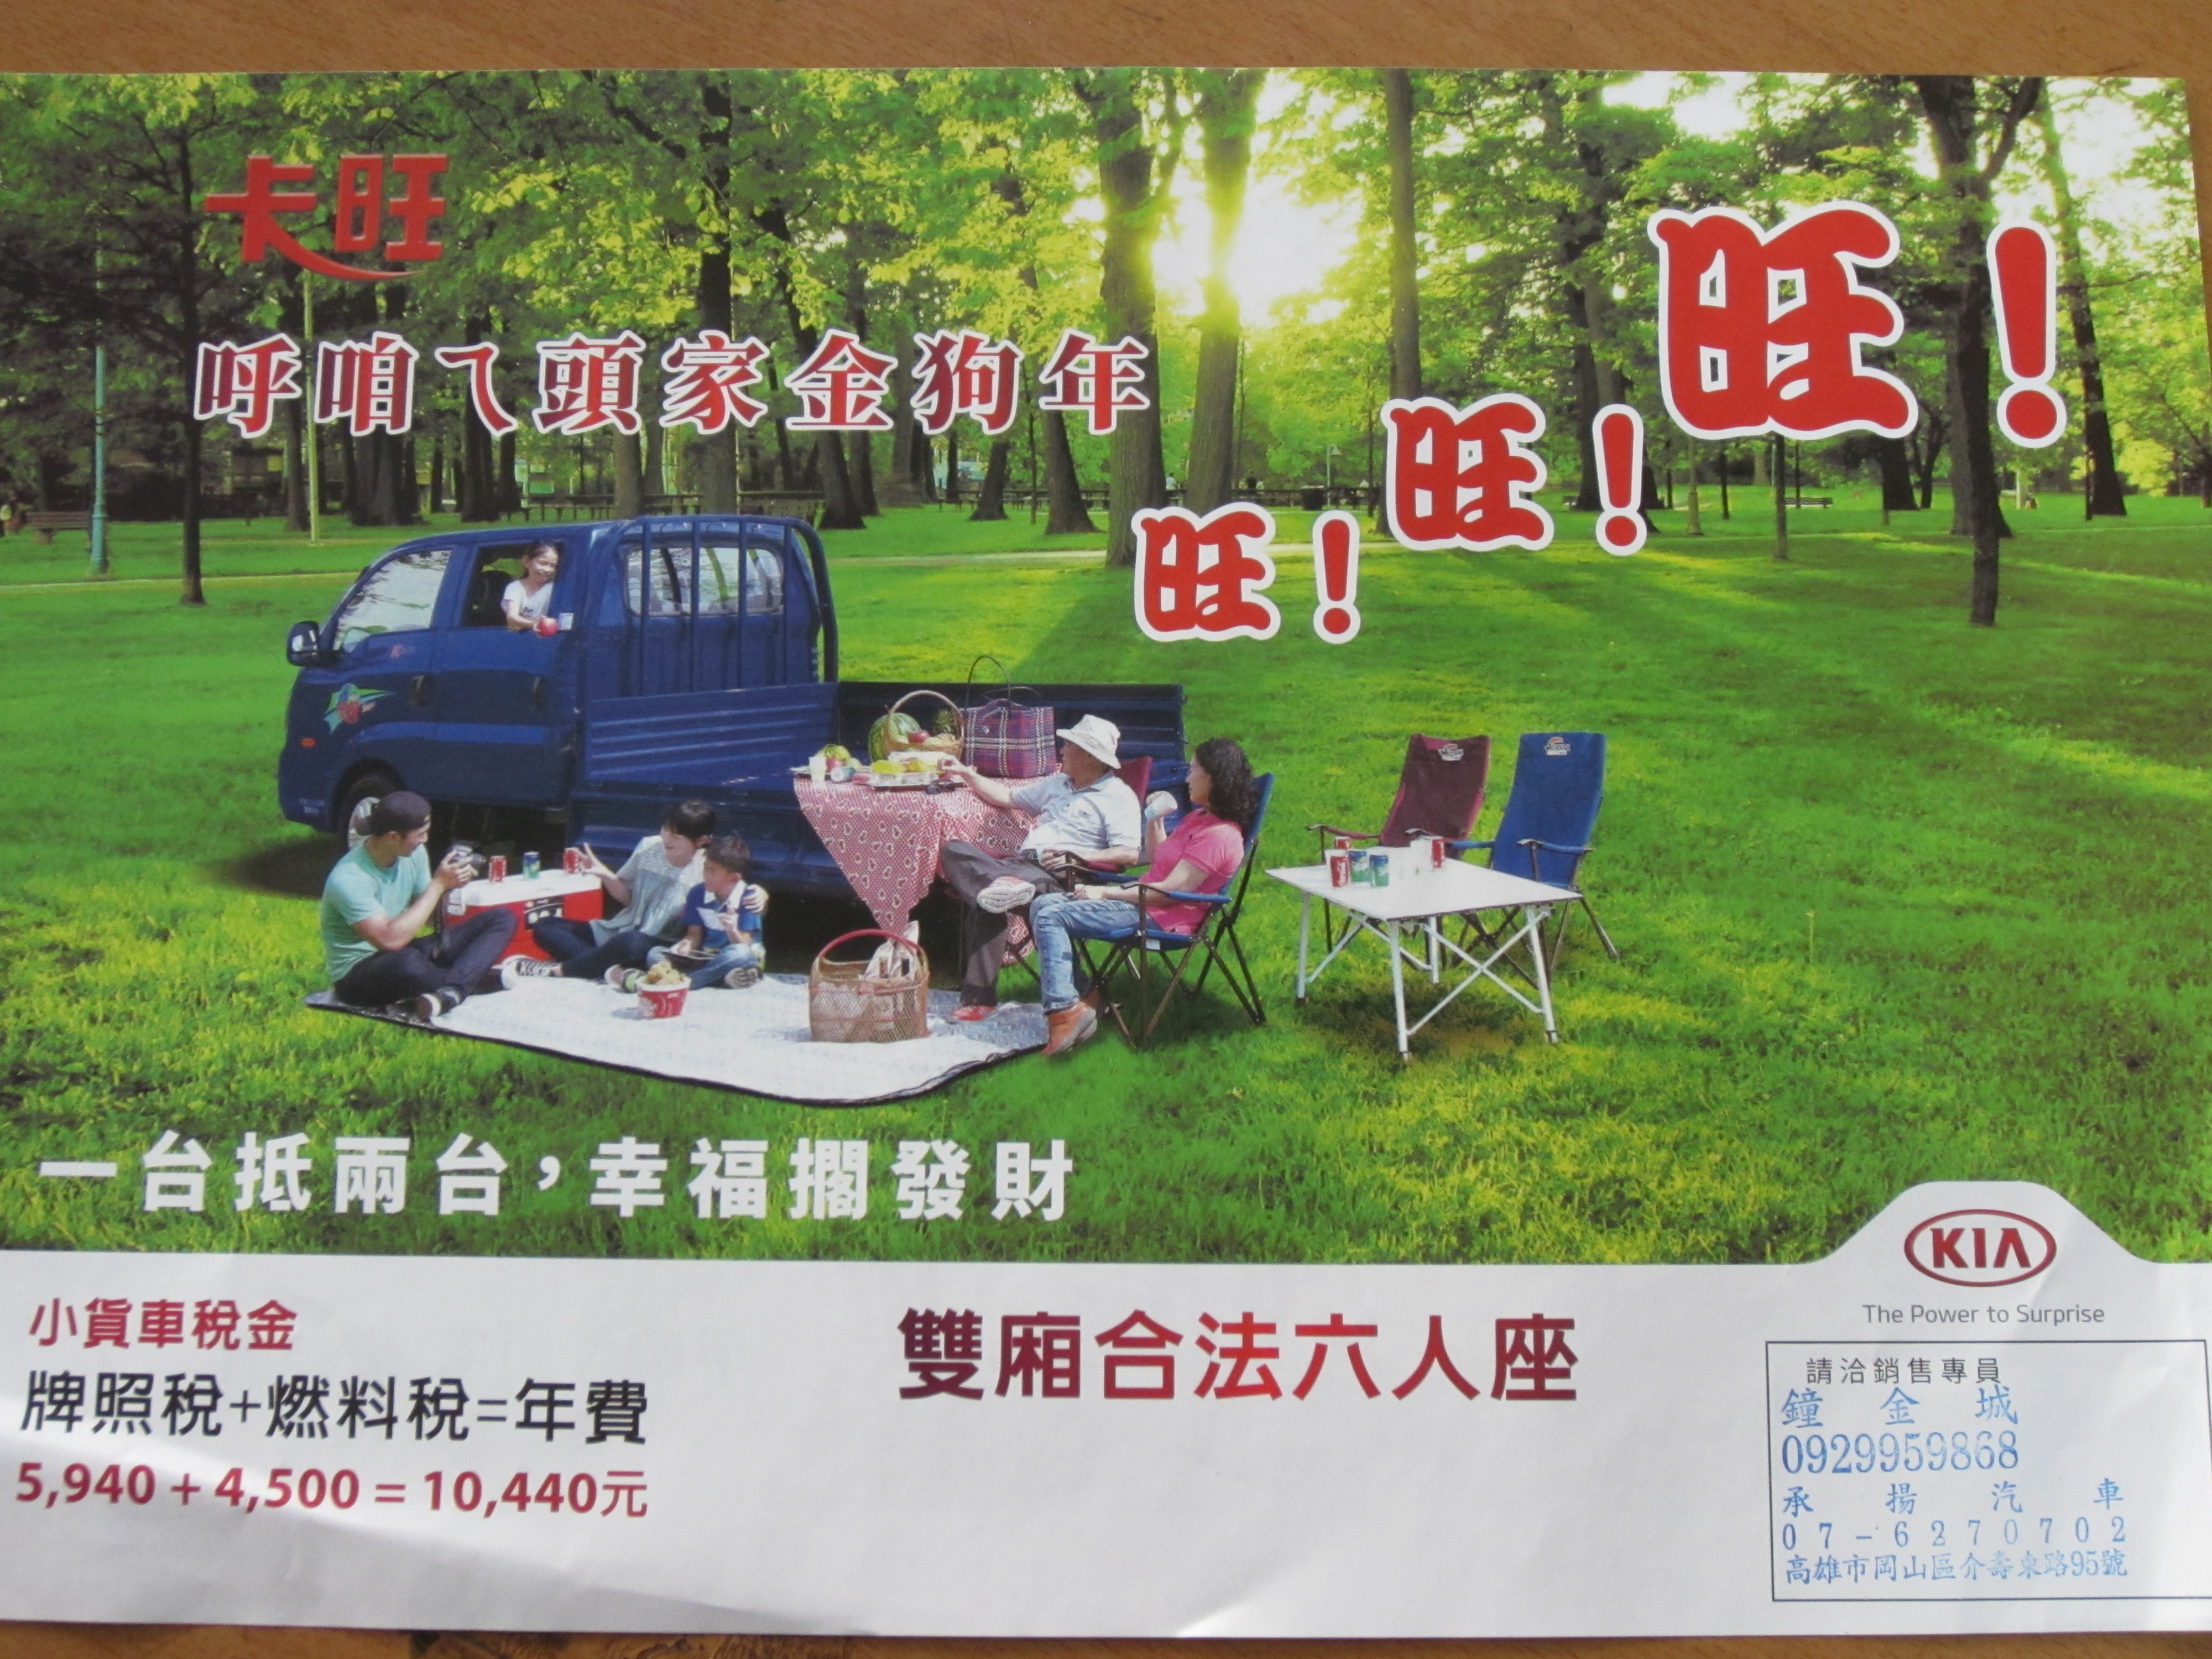 卡旺
呼咱ㄟ頭家金狗年
旺！旺！旺！
一台抵兩台，幸福擱發財
小貨車稅金
牌照稅+燃料稅=年費
5,940 + 4,500 = 10,440元
雙廂合法六人座
KIA
The Power to Surprise
請洽銷售專員
鐘金城
0929959868
承揚汽車
07-6270702
高雄市岡山區介壽東路95號